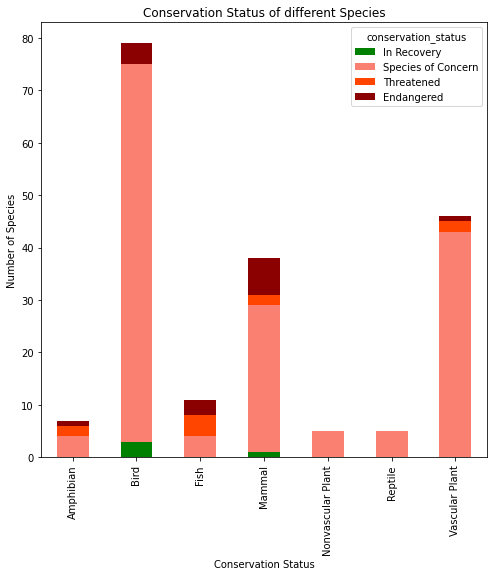 Conservation Status of different Species
conservation_status
In Recovery
Species of Concern
Threatened
Endangered
Number of Species
80
70
60
50
40
30
20
10
0
Amphibian
Bird
Fish
Mammal
Nonvascular Plant
Reptile
Vascular Plant
Conservation Status